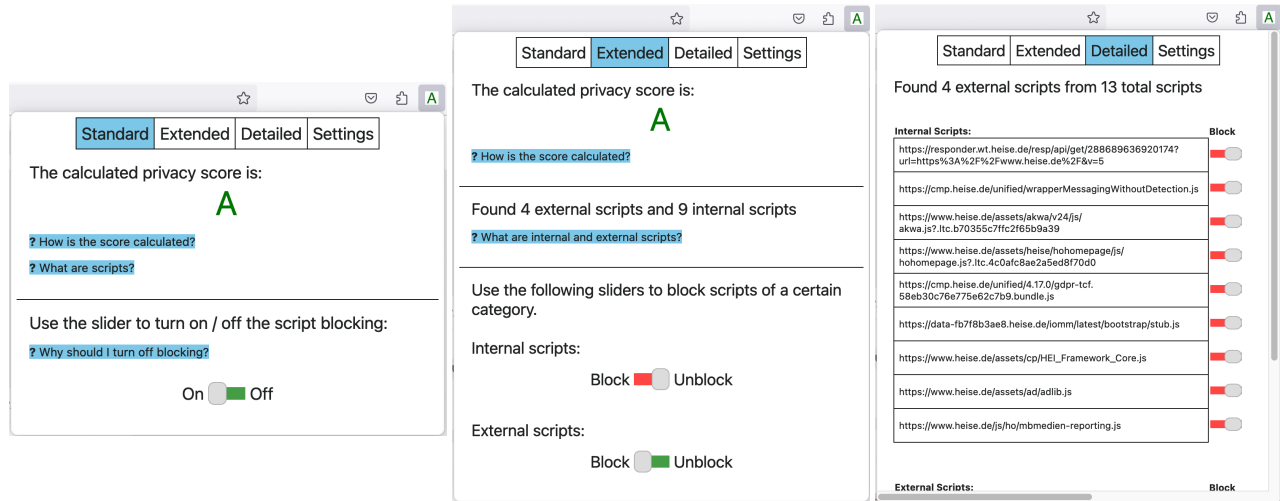 A
Standard Extended Detailed Settings
The calculated privacy score is:
A
? How is the score calculated?
? What are scripts?
Use the slider to turn on / off the script blocking:
? Why should I turn off blocking?
On Off
A
Standard Extended Detailed Settings
The calculated privacy score is:
A
? How is the score calculated?
Found 4 external scripts and 9 internal scripts
? What are internal and external scripts?
Use the following sliders to block scripts of a certain
category.
Internal scripts:
Block Unblock
External scripts:
Block Unblock
A
Standard Extended Detailed Settings
Found 4 external scripts from 13 total scripts
Internal Scripts: Block
https://responder.wt.heise.de/resp/api/get/288689636920174?
url=https%3A%2F%2Fwww.heise.de%2F&v=5
https://cmp.heise.de/unified/wrapperMessagingWithoutDetection.js
https://www.heise.de/assets/akwa/v24/js/
akwa.js?.ltc.b70355c7ffc2f65b9a39
https://www.heise.de/assets/heise/hohomepage/js/
hohomepage.js?.ltc.4c0afc8ae2a5ed8f70d0
https://cmp.heise.de/unified/4.17.0/gdpr-tcf.
58eb30c76e775e62c7b9.bundle.js
https://data-fb7f8b3ae8.heise.de/iomm/latest/bootstrap/stub.js
https://www.heise.de/assets/cp/HEI_Framework_Core.js
https://www.heise.de/assets/ad/adlib.js
https://www.heise.de/js/ho/mbmedien-reporting.js
External Scripts: Block